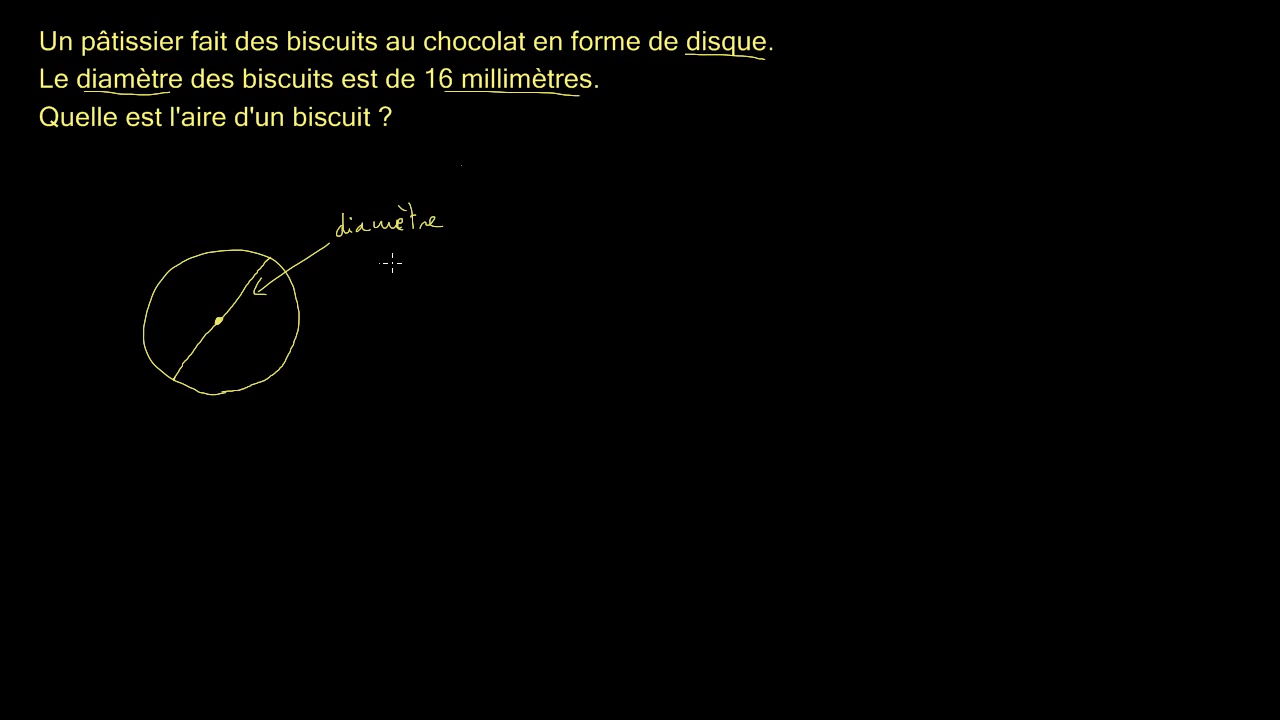 Un pâtissier fait des biscuits au chocolat en forme de disque.
Le diamètre des biscuits est de 16 millimètres.
Quelle est l'aire d'un biscuit ?
diamètre